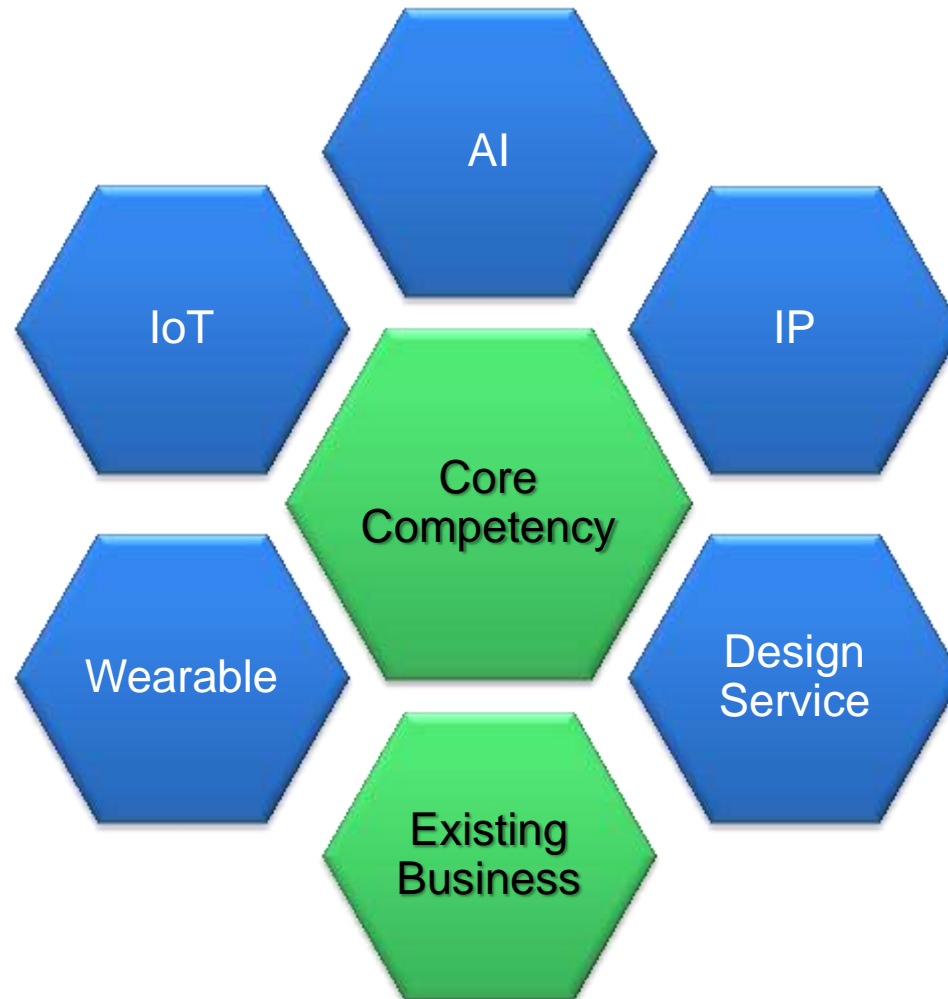 AI
IoT
IP
Core
Competency
Wearable
Design
Service
Existing
Business